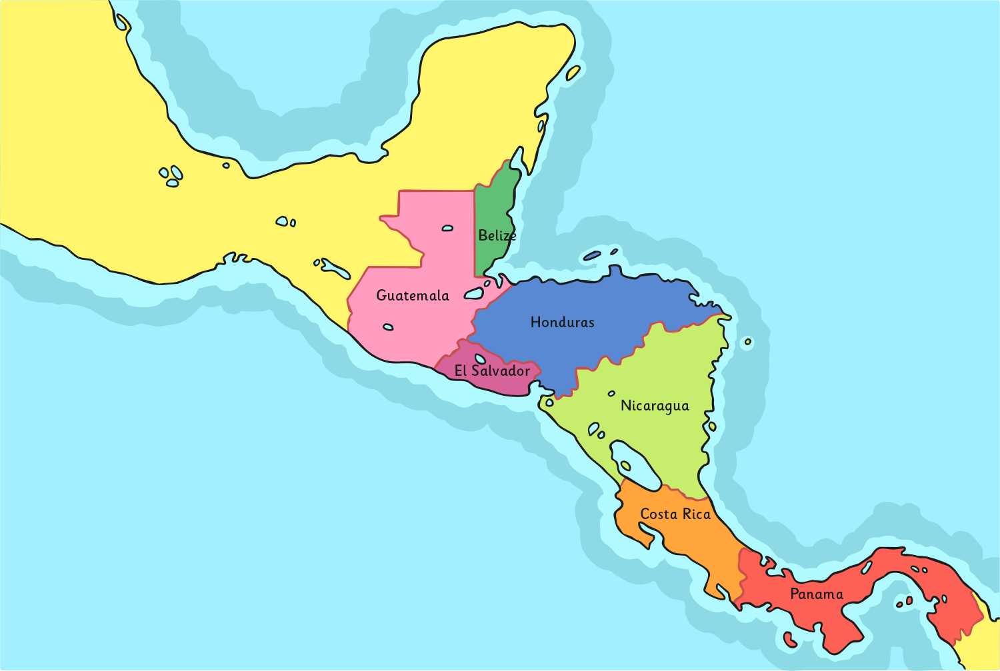 Belize
Guatemala
Honduras
El Salvador
Nicaragua
Costa Rica
Panama